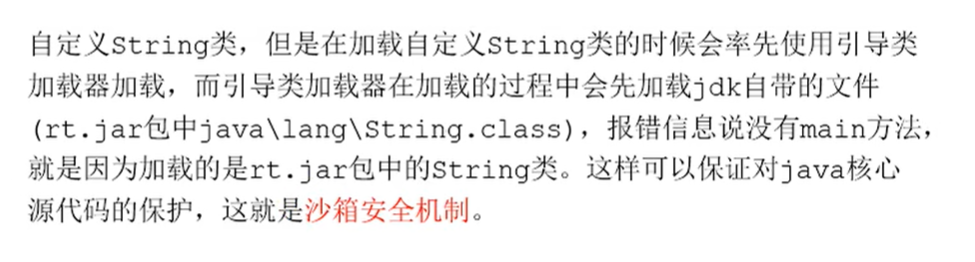 自定义String类，但是在加载自定义String类的时候会率先使用引导类
加载器加载，而引导类加载器在加载的过程中会先加载jdk自带的文件
(rt.jar包中java\lang\String.class)，报错信息说没有main方法，
就是因为加载的是rt.jar包中的String类。这样可以保证对java核心
源代码的保护，这就是沙箱安全机制。